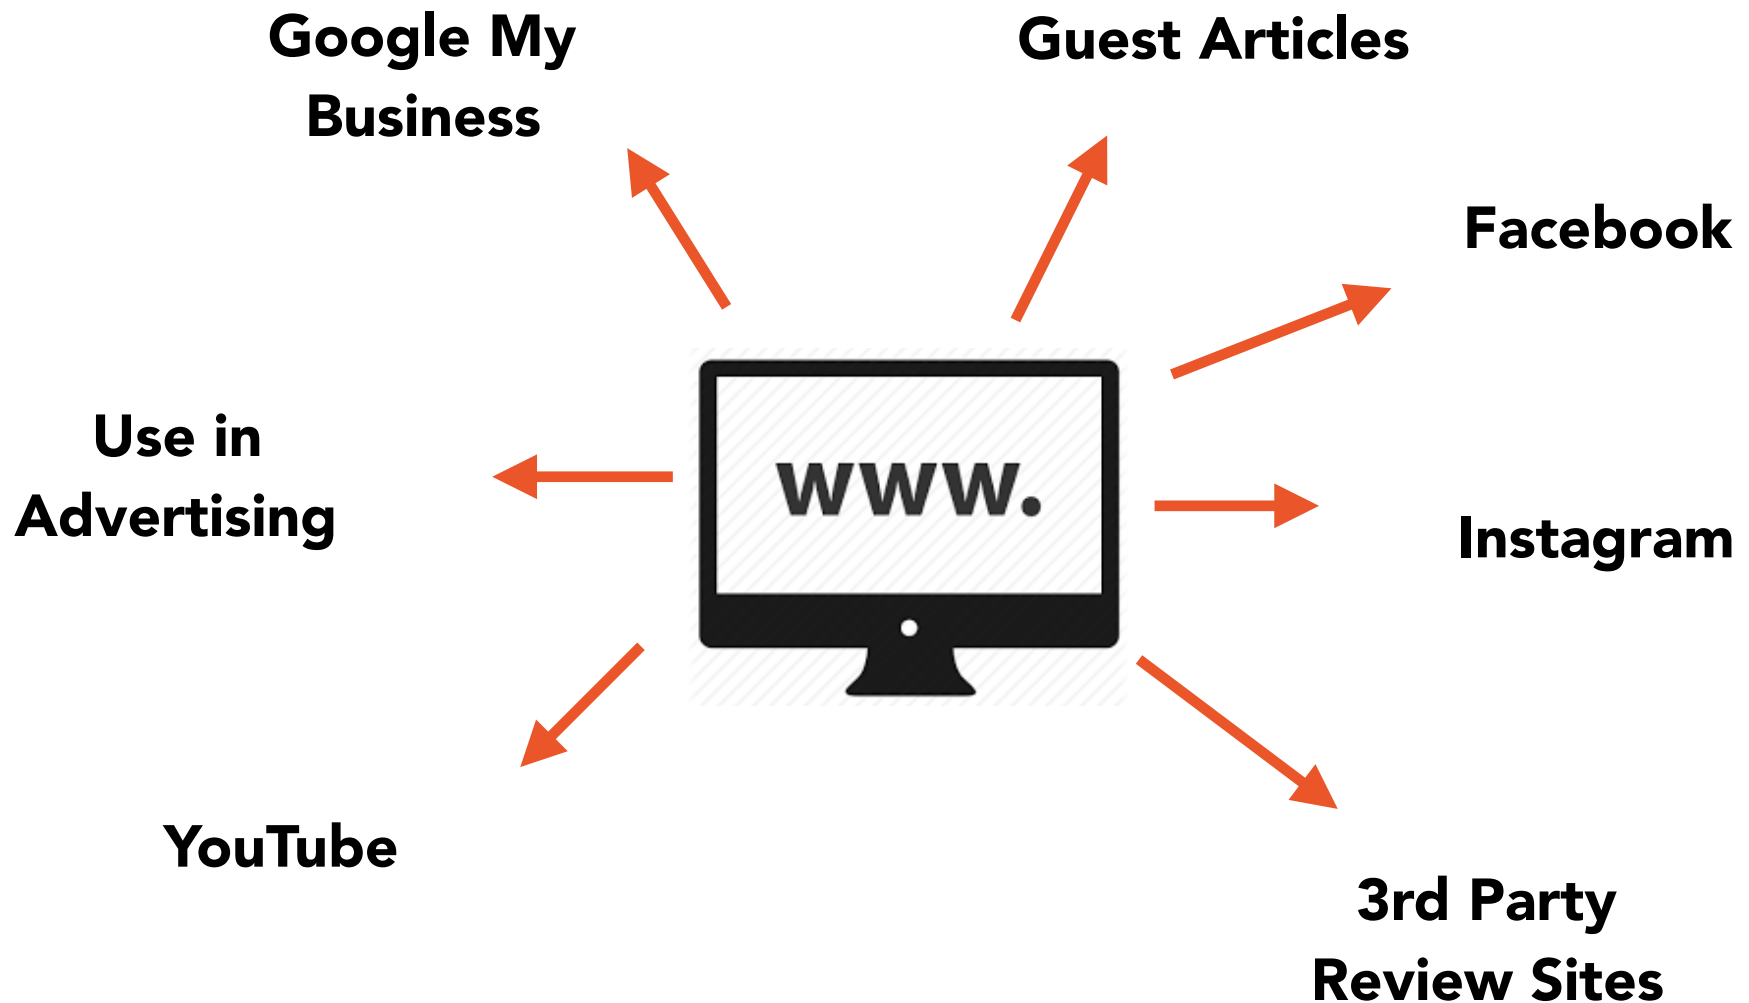 Google My
Business
Guest Articles
Facebook
Use in
Advertising
www.
Instagram
YouTube
3rd Party
Review Sites